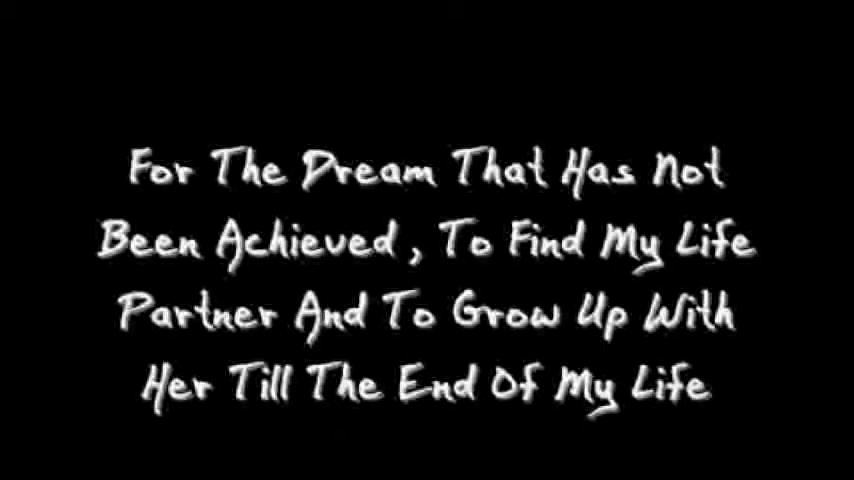 For The Dream That Has Not
Been Achieved, To Find My Life
Partner And To Grow Up With
Her Till The End Of My Life